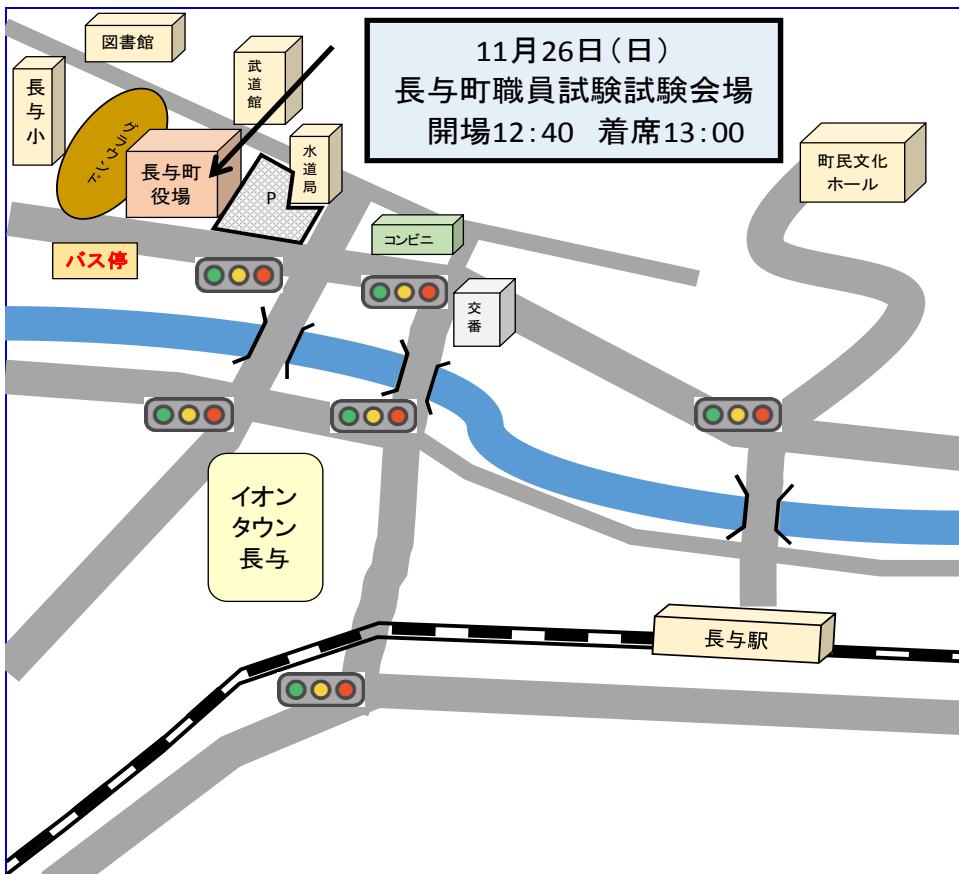 図書館
11月26日(日)
長与町職員試験試験会場
開場12:40 着席13:00
武道館
長与小
グラウンド
長与町
役場
水道局
P
町民文化
ホール
コンビニ
バス停
交番
イオン
タウン
長与
長与駅